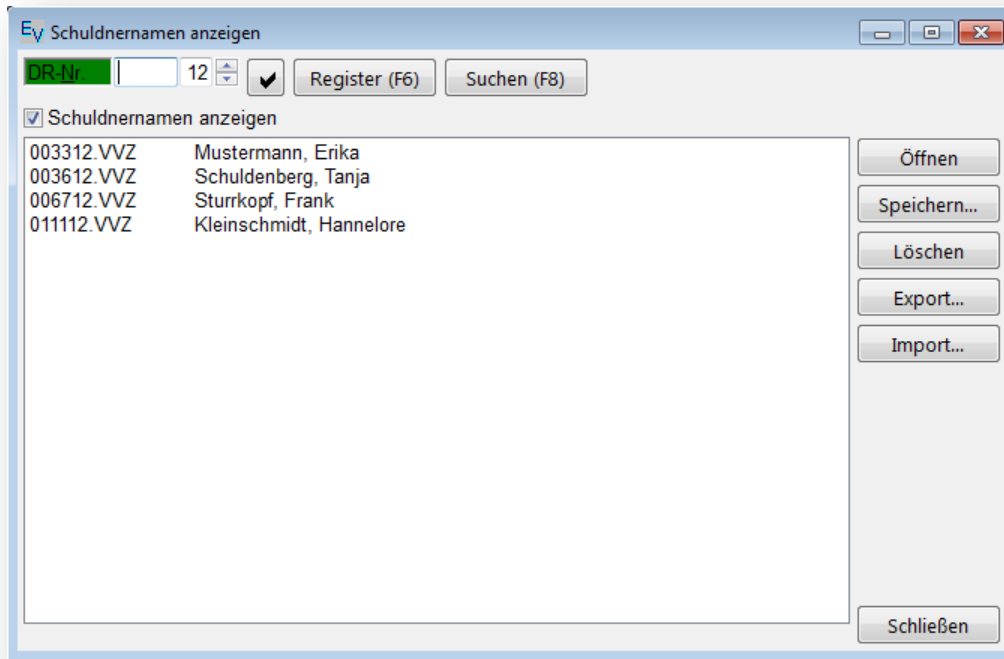 EV Schuldnernamen anzeigen
DR-Nr. 12 Register (F6) Suchen (F8)
Schuldnernamen anzeigen
003312.VVZ Mustermann, Erika
003612.VVZ Schuldenberg, Tanja
006712.VVZ Sturrkopf, Frank
011112.VVZ Kleinschmidt, Hannelore
Öffnen
Speichern...
Löschen
Export...
Import...
Schließen